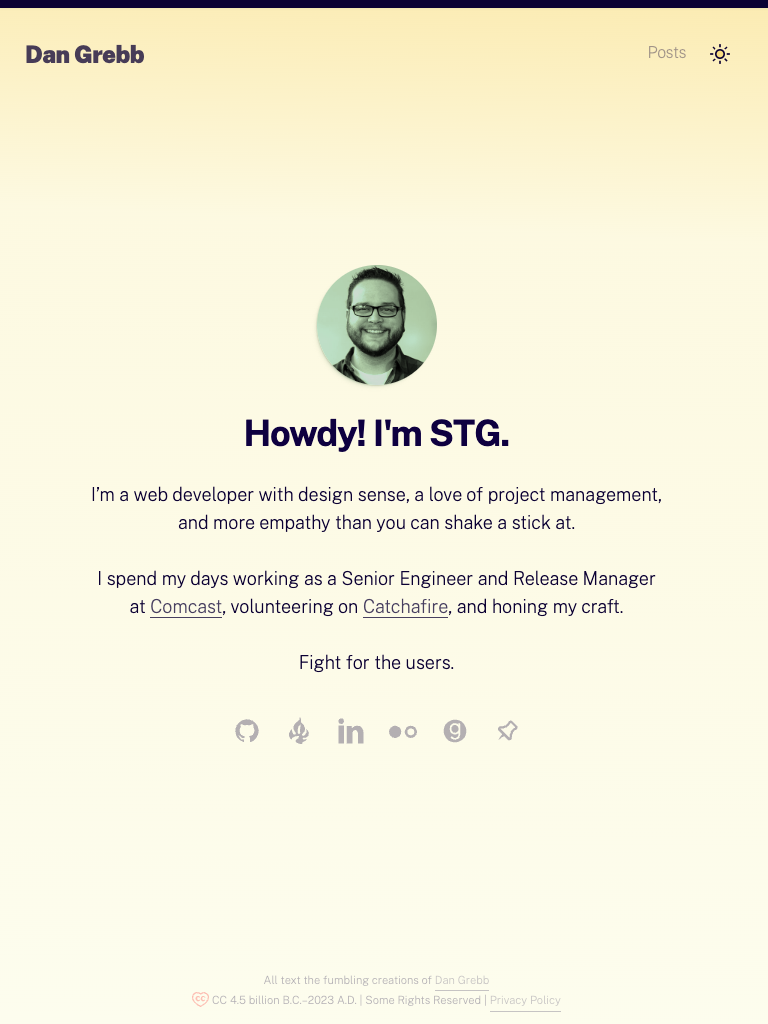 Dan Grebb
Posts
Howdy! I'm STG.
I’m a web developer with design sense, a love of project management,
and more empathy than you can shake a stick at.
I spend my days working as a Senior Engineer and Release Manager
at Comcast, volunteering on Catchafire, and honing my craft.
Fight for the users.
All text the fumbling creations of Dan Grebb
CC 4.5 billion B.C.–2023 A.D. | Some Rights Reserved | Privacy Policy